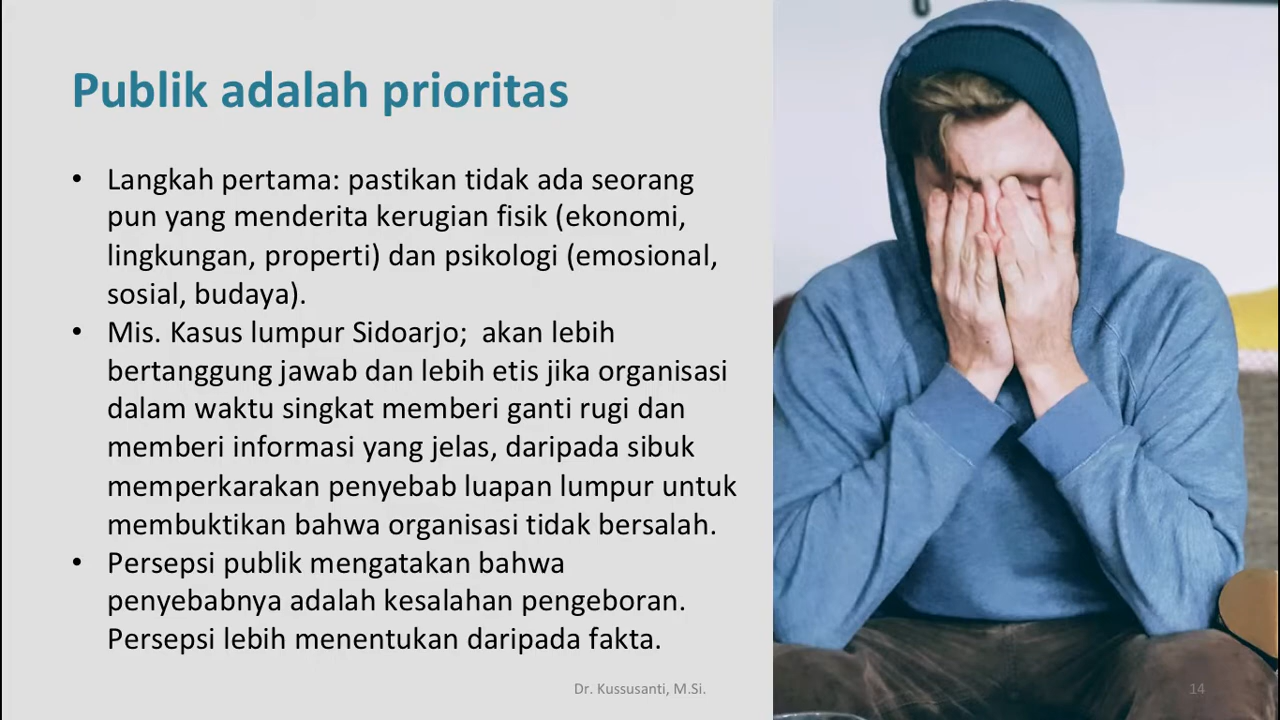 Publik adalah prioritas
• Langkah pertama: pastikan tidak ada seorang
pun yang menderita kerugian fisik (ekonomi,
lingkungan, properti) dan psikologi (emosional,
sosial, budaya).
• Mis. Kasus lumpur Sidoarjo;  akan lebih
bertanggung jawab dan lebih etis jika organisasi
dalam waktu singkat memberi ganti rugi dan
memberi informasi yang jelas, daripada sibuk
memperkarakan penyebab luapan lumpur untuk
membuktikan bahwa organisasi tidak bersalah.
• Persepsi publik mengatakan bahwa
penyebabnya adalah kesalahan pengeboran.
Persepsi lebih menentukan daripada fakta.
Dr. Kussusanti, M.Si.
14